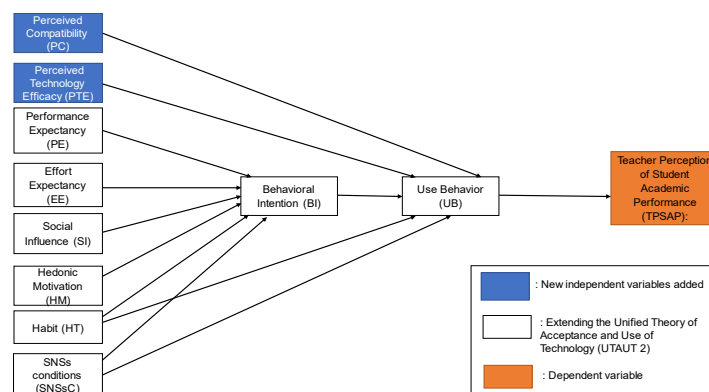 Perceived
Compatibility
(PC)
Perceived
Technology
Efficacy (PTE)
Performance
Expectancy
(PE)
Effort
Expectancy
(EE)
Social
Influence (SI)
Hedonic
Motivation
(HM)
Habit (HT)
SNSs
conditions
(SNSsC)
Behavioral
Intention (BI)
Use Behavior
(UB)
Teacher Perception
of Student
Academic
Performance
(TPSAP):
: New independent variables added
: Extending the Unified Theory of
Acceptance and Use of
Technology (UTAUT 2)
: Dependent variable